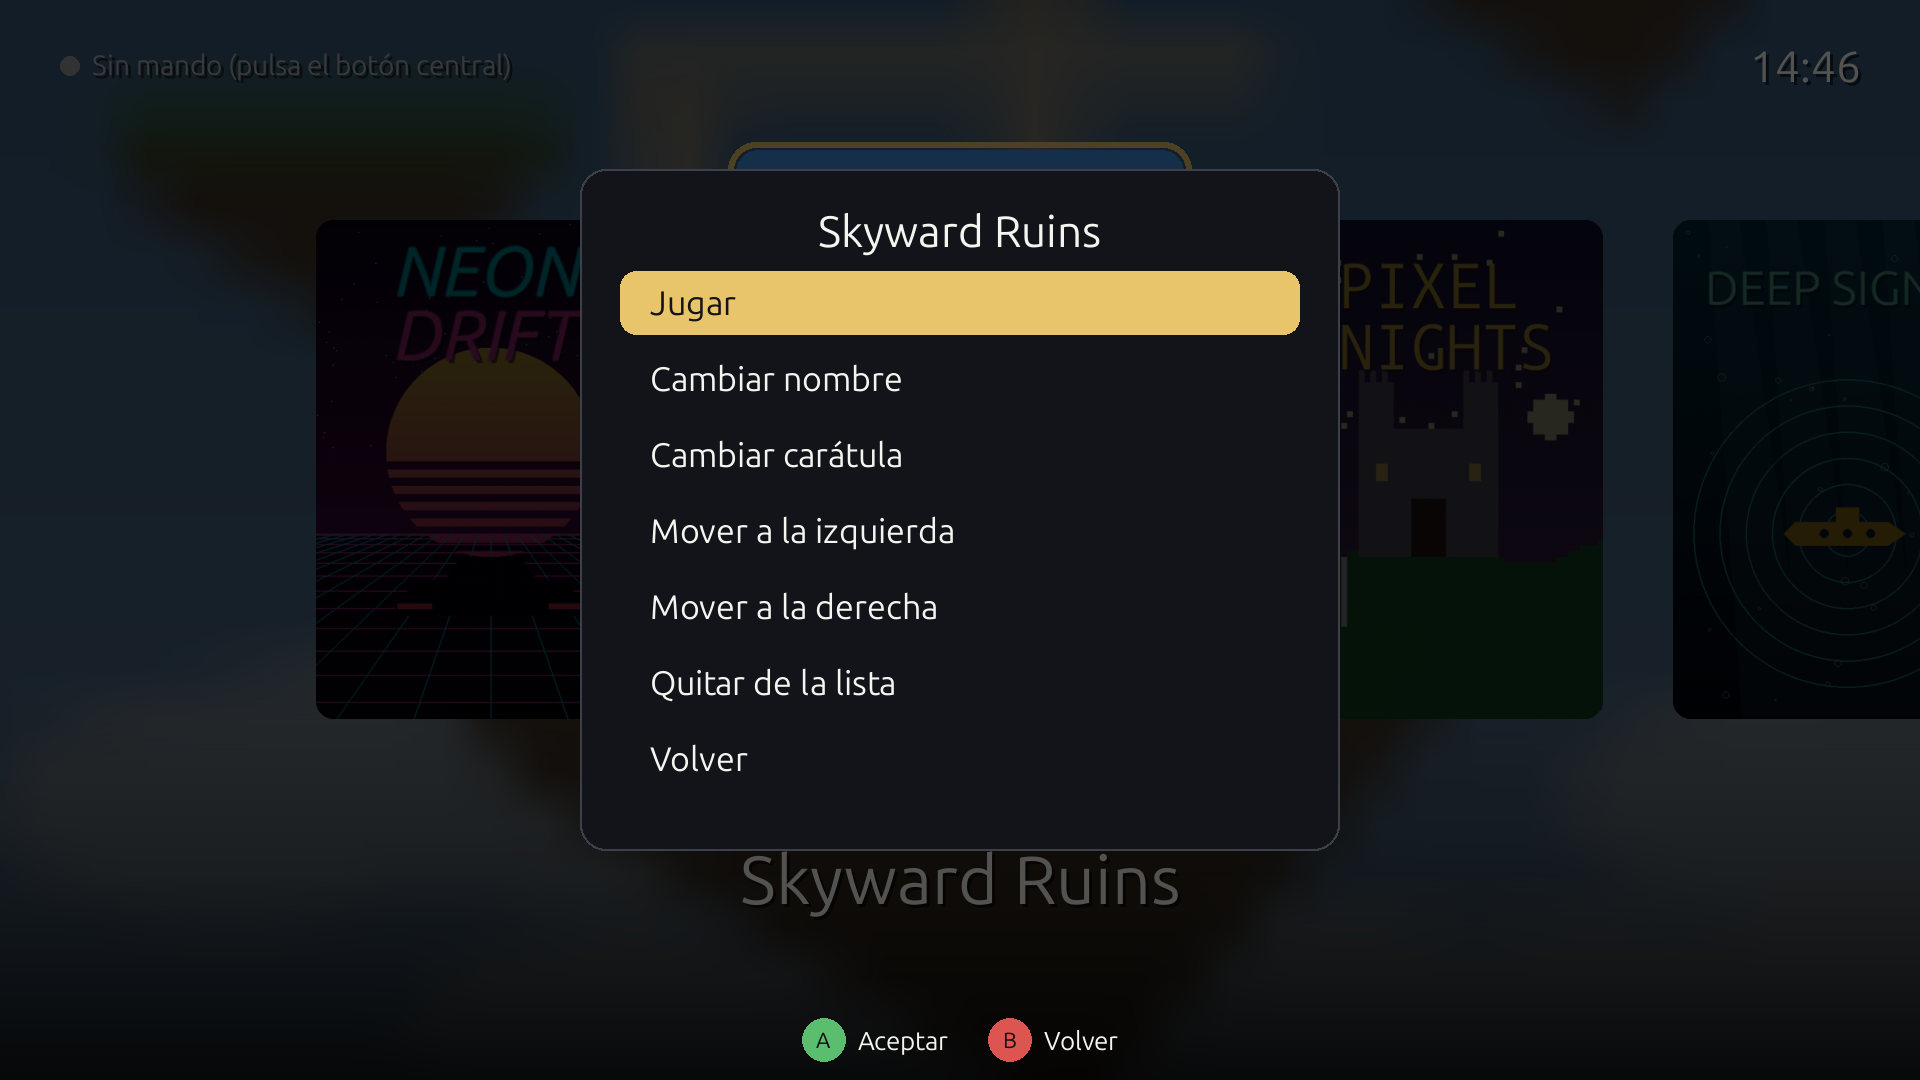 Sin mando (pulsa el botón central)
14:46
NEON
DRIFT
Skyward Ruins
Jugar
Cambiar nombre
Cambiar carátula
Mover a la izquierda
Mover a la derecha
Quitar de la lista
Volver
PIXEL
NIGHTS
DEEP SIGN
Skyward Ruins
A Aceptar
B Volver